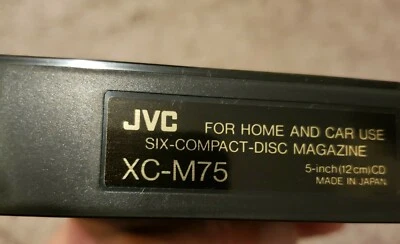 JVC FOR HOME AND CAR USE
SIX-COMPACT-DISC MAGAZINE
XC-M75 5-inch (12cm) CD
MADE IN JAPAN